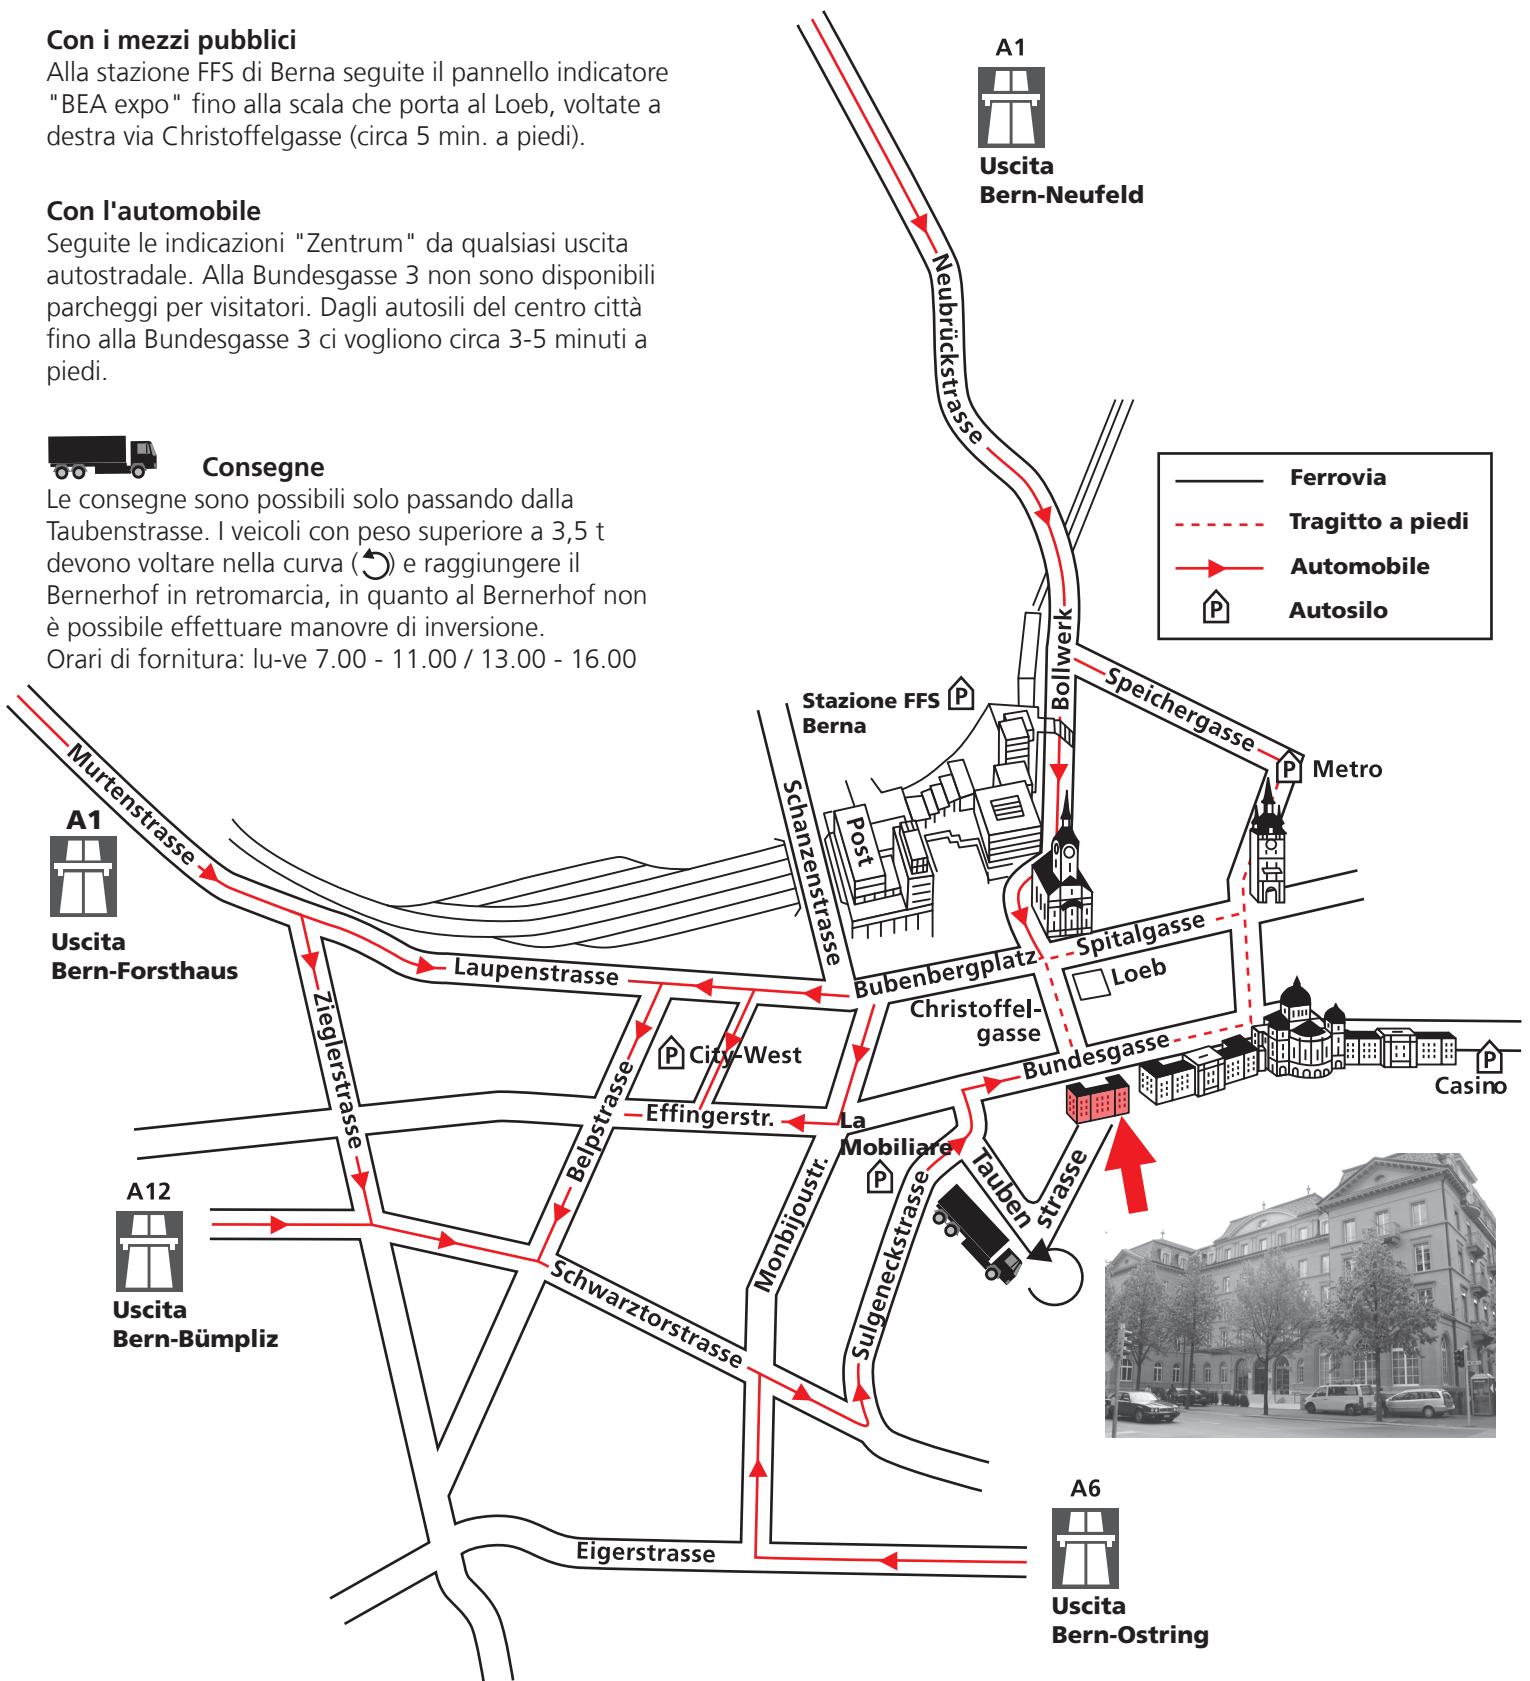 Con i mezzi pubblici
Alla stazione FFS di Berna seguite il pannello indicatore
"BEA expo" fino alla scala che porta al Loeb, voltate a
destra via Christoffelgasse (circa 5 min. a piedi).
Con l'automobile
Seguite le indicazioni "Zentrum" da qualsiasi uscita
autostradale. Alla Bundesgasse 3 non sono disponibili
parcheggi per visitatori. Dagli autosili del centro città
fino alla Bundesgasse 3 ci vogliono circa 3-5 minuti a
piedi.
Consegne
Le consegne sono possibili solo passando dalla
Taubenstrasse. I veicoli con peso superiore a 3,5 t
devono voltare nella curva ( ) e raggiungere il
Bernerhof in retromarcia, in quanto al Bernerhof non
è possibile effettuare manovre di inversione.
Orari di fornitura: lu-ve 7.00 - 11.00 / 13.00 - 16.00
A1
Uscita
Bern-Neufeld
Neubrückstrasse
Ferrovia
Tragitto a piedi
Automobile
P
Autosilo
Bollwerk
Speichergasse
Stazione FFS
Berna
P
P
Metro
Murtenstrasse
A1
Uscita
Bern-Forsthaus
Schanzenstrasse
Post
Laupenstrasse
Bubenbergplatz
Spitalgasse
Loeb
Christoffel-
gasse
Bundesgasse
P
Casino
Zieglerstrasse
P
City-West
Belpstrasse
Effingerstr.
La
Mobiliare
P
Monbijoustr.
Tauben
strasse
Sulgeneckstrasse
A12
Uscita
Bern-Bümpliz
Schwarztorstrasse
Eigerstrasse
A6
Uscita
Bern-Ostring